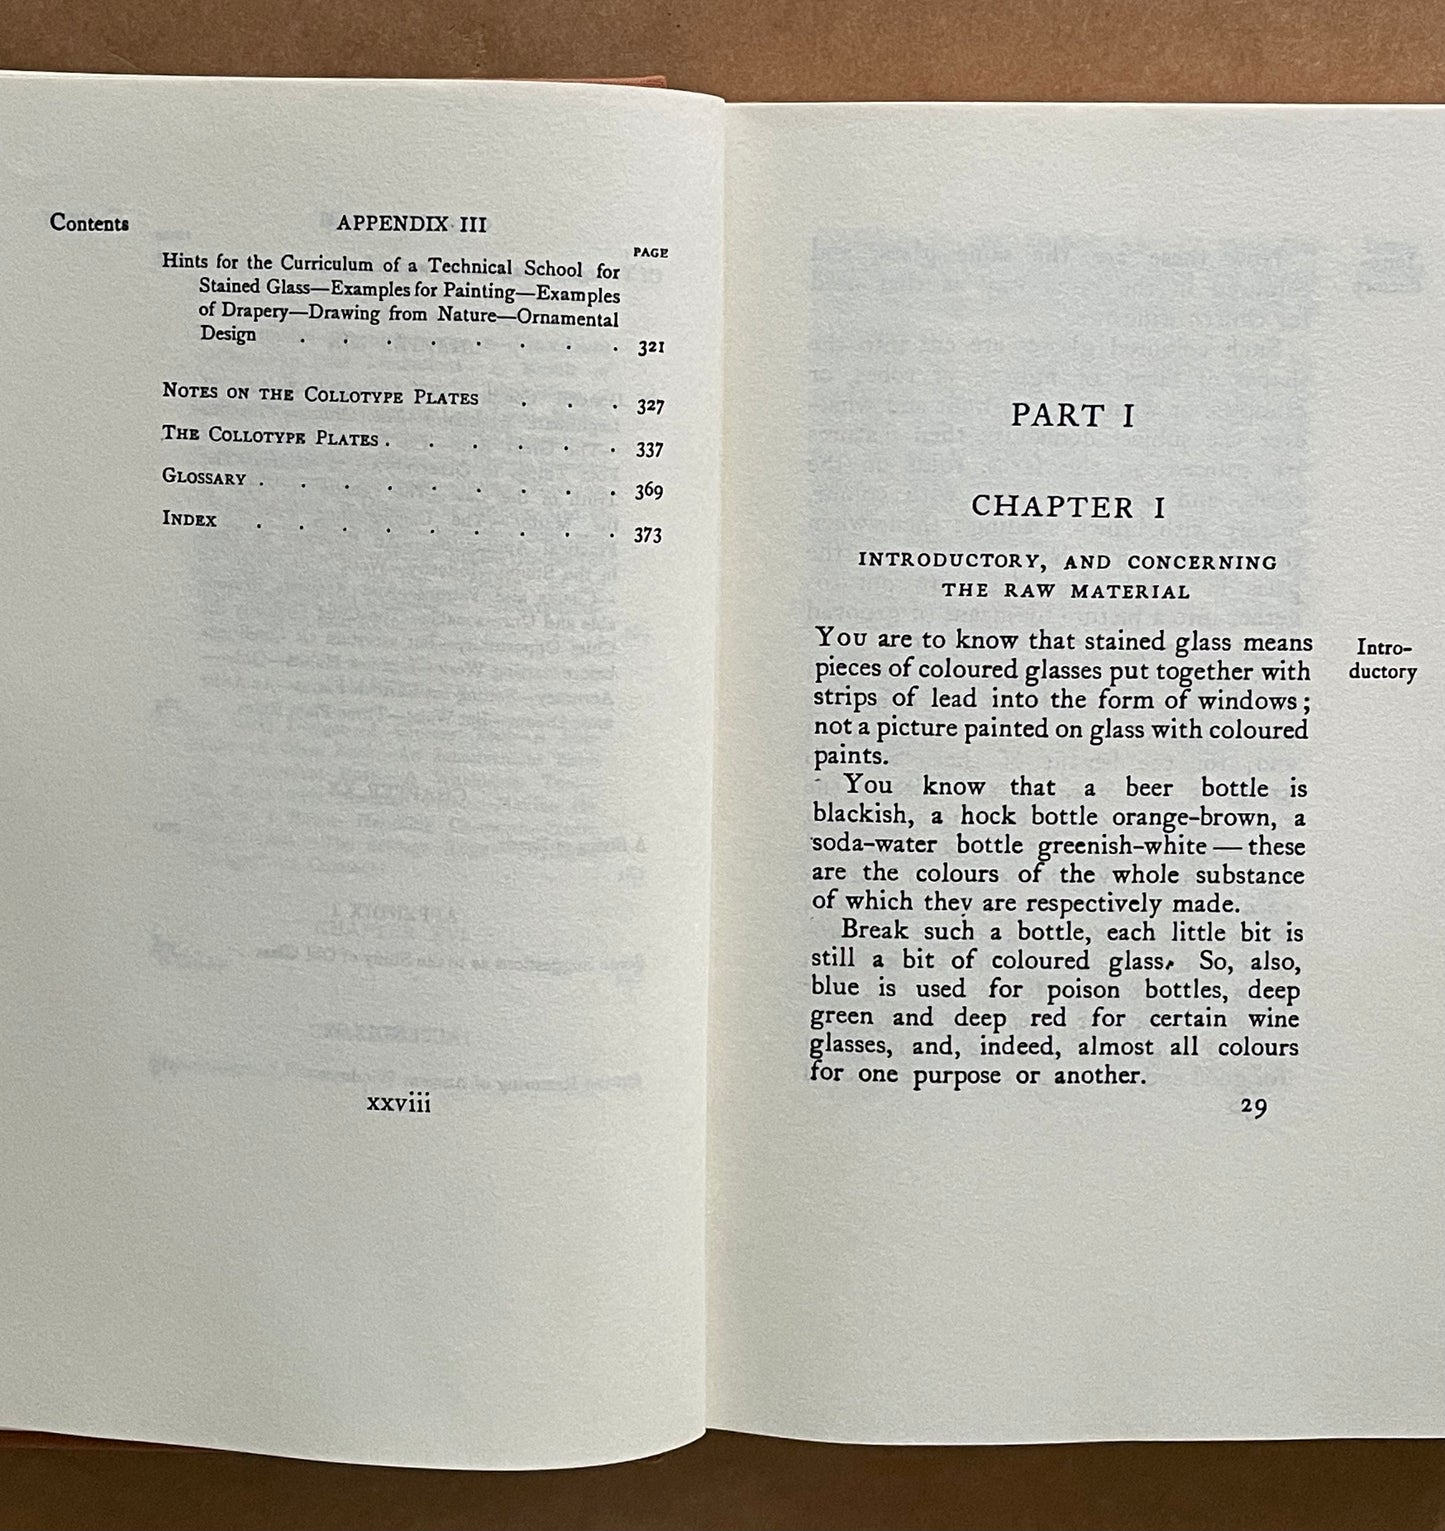 Contents
APPENDIX III
PAGE
Hints for the Curriculum of a Technical School for
Stained Glass—Examples for Painting—Examples
of Drapery—Drawing from Nature—Ornamental
Design . . . . . . . . 321
NOTES ON THE COLLOTYPE PLATES . . . 327
THE COLLOTYPE PLATES . . . . . . 337
GLOSSARY . . . . . . . . . 369
INDEX . . . . . . . . . 373
xxviii
PART I
CHAPTER I
INTRODUCTORY, AND CONCERNING
THE RAW MATERIAL
YOU are to know that stained glass means
pieces of coloured glasses put together with
strips of lead into the form of windows;
not a picture painted on glass with coloured
paints.
Intro-
ductory
You know that a beer bottle is
blackish, a hock bottle orange-brown, a
soda-water bottle greenish-white — these
are the colours of the whole substance
of which they are respectively made.
Break such a bottle, each little bit is
still a bit of coloured glass. So, also,
blue is used for poison bottles, deep
green and deep red for certain wine
glasses, and, indeed, almost all colours
for one purpose or another.
29